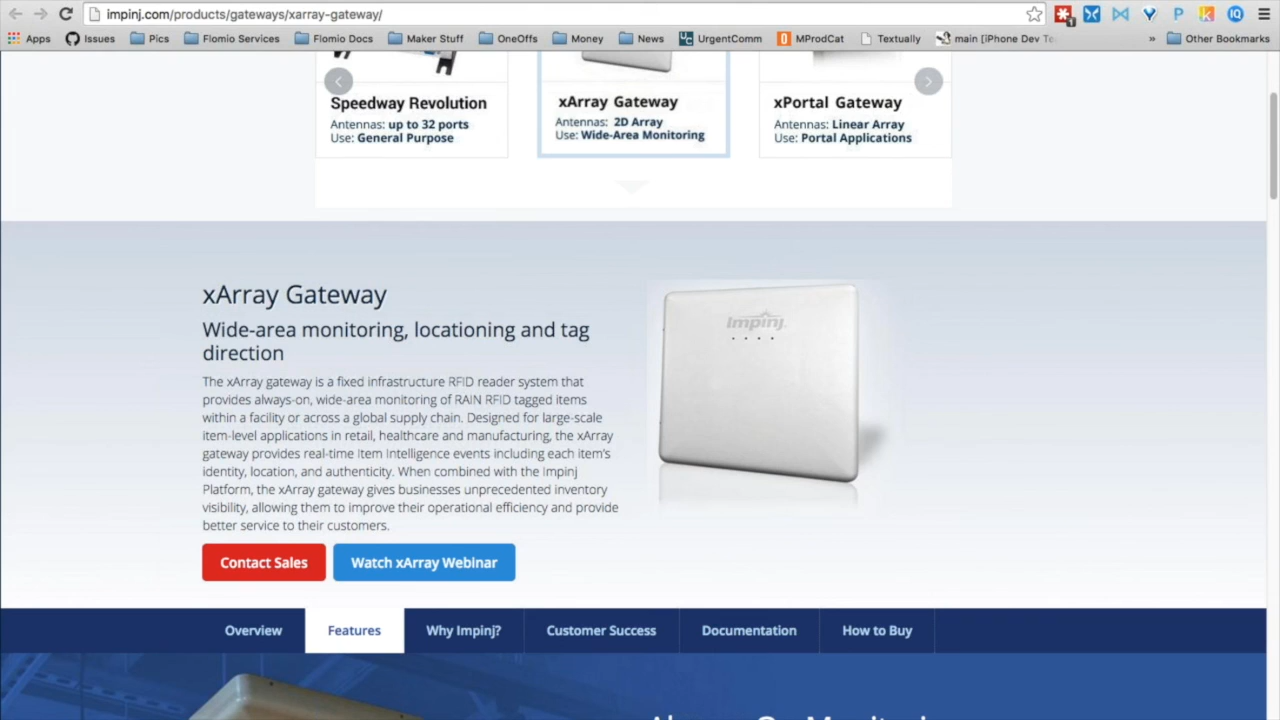 impinj.com/products/gateways/xarray-gateway/
Apps Issues Pics Flomio Services Flomio Docs Maker Stuff OneOffs Money News UrgentComm MProdCat Textually main [iPhone Dev » Other Bookmarks
Speedway Revolution
Antennas: up to 32 ports
Use: General Purpose
xArray Gateway
Antennas: 2D Array
Use: Wide-Area Monitoring
xPortal Gateway
Antennas: Linear Array
Use: Portal Applications
xArray Gateway
Wide-area monitoring, locationing and tag
direction
The xArray gateway is a fixed infrastructure RFID reader system that
provides always-on, wide-area monitoring of RAIN RFID tagged items
within a facility or across a global supply chain. Designed for large-scale
item-level applications in retail, healthcare and manufacturing, the xArray
gateway provides real-time Item Intelligence events including each item's
identity, location, and authenticity. When combined with the Impinj
Platform, the xArray gateway gives businesses unprecedented inventory
visibility, allowing them to improve their operational efficiency and provide
better service to their customers.
Impinj
Contact Sales Watch xArray Webinar
Overview Features Why Impinj? Customer Success Documentation How to Buy